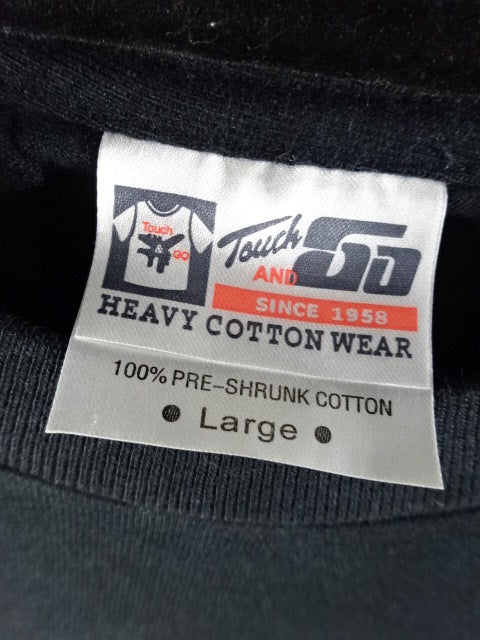 Touch
&
GO
Touch
AND
GO
SINCE 1958
HEAVY COTTON WEAR
100% PRE-SHRUNK COTTON
● Large ●